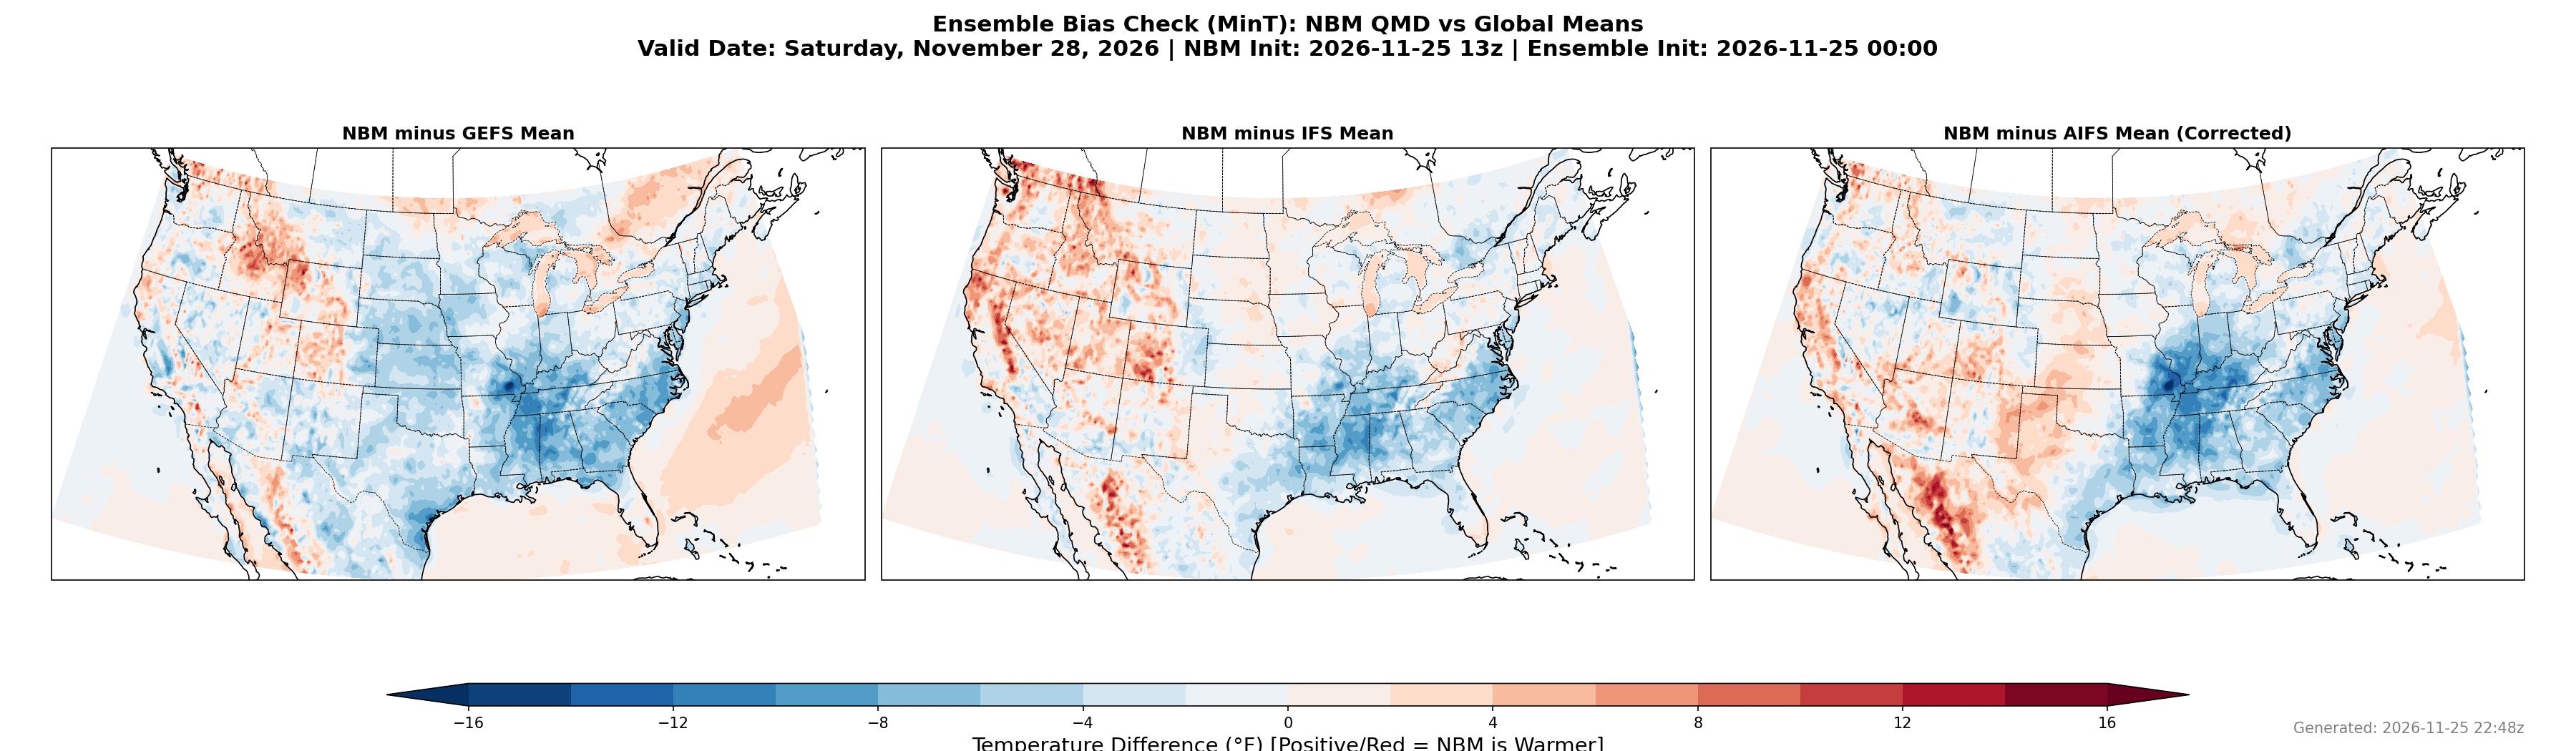 Ensemble Bias Check (MinT): NBM QMD vs Global Means
Valid Date: Saturday, November 28, 2026 | NBM Init: 2026-11-25 13z | Ensemble Init: 2026-11-25 00:00
NBM minus GEFS Mean
NBM minus IFS Mean
NBM minus AIFS Mean (Corrected)
−16 −12 −8 −4 0 4 8 12 16
Temperature Difference (°F) [Positive/Red = NBM is Warmer]
Generated: 2026-11-25 22:48z